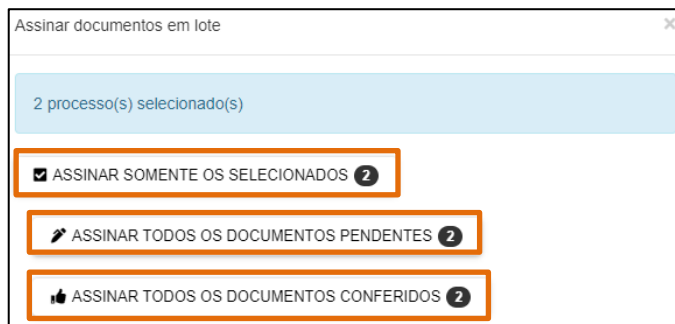 Assinar documentos em lote ×
2 processo(s) selecionado(s)
ASSINAR SOMENTE OS SELECIONADOS 2
ASSINAR TODOS OS DOCUMENTOS PENDENTES 2
ASSINAR TODOS OS DOCUMENTOS CONFERIDOS 2